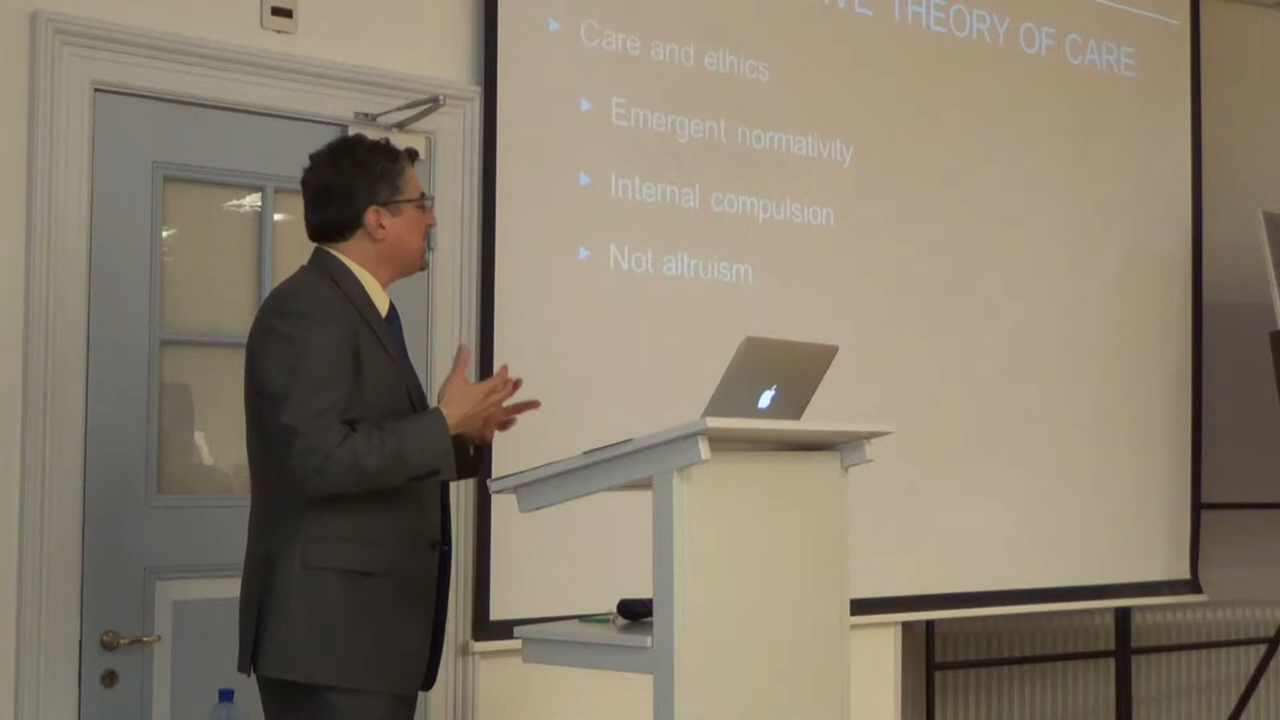 THEORY OF CARE
Care and ethics
Emergent normativity
Internal compulsion
Not altruism